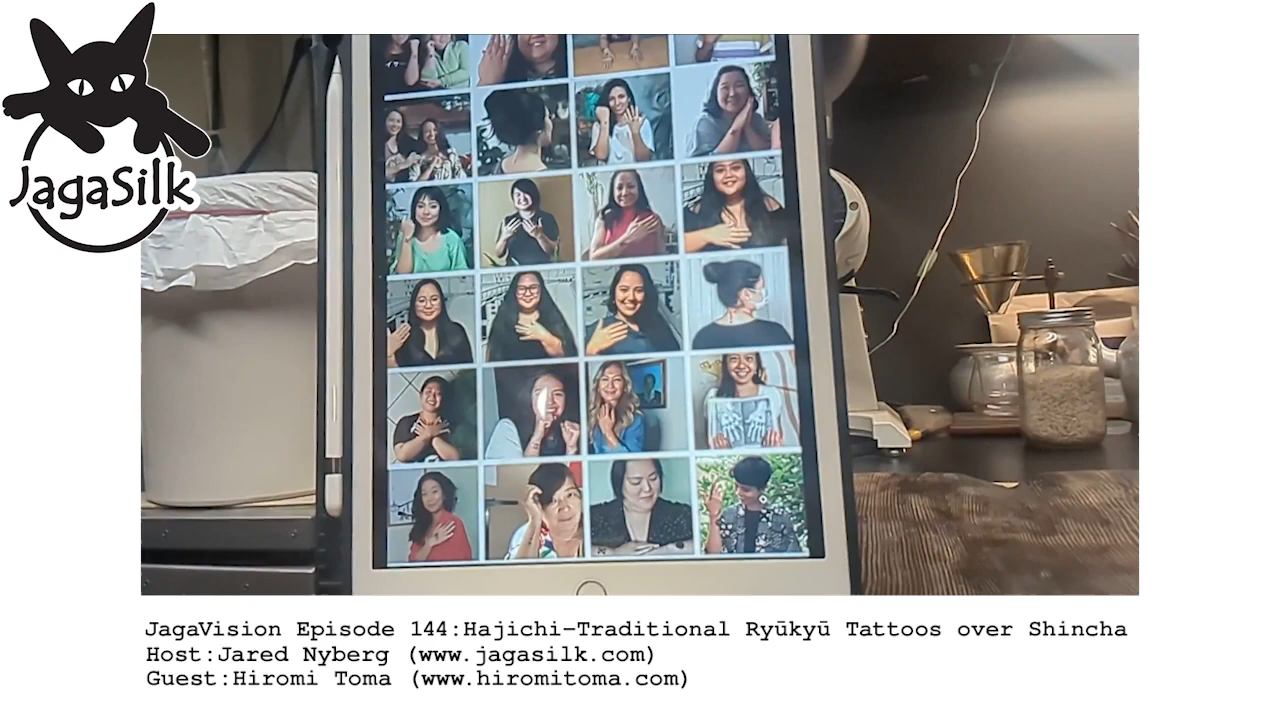 JagaSilk
JagaVision Episode 144:Hajichi-Traditional Ryūkyū Tattoos over Shincha
Host:Jared Nyberg (www.jagasilk.com)
Guest:Hiromi Toma (www.hiromitoma.com)